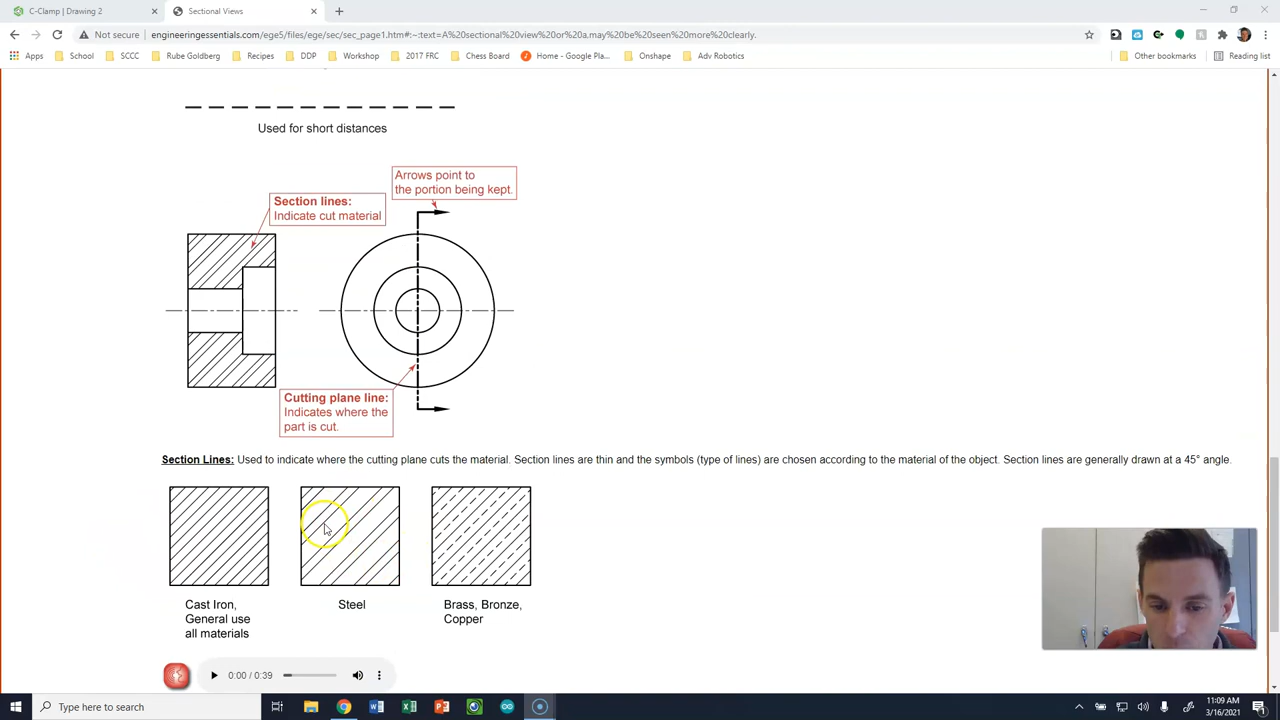 C-Clamp | Drawing 2
Sectional Views
Not secure | engineeringessentials.com/ege5/files/ege/sec/sec_page1.htm#:~:text=A%20sectional%20view%20or%20a,may%20be%20seen%20more%20clearly.
Apps School SCCC Rube Goldberg Recipes DDP Workshop 2017 FRC Chess Board Home - Google Pla... Onshape Adv Robotics Other bookmarks Reading list
Used for short distances
Arrows point to
the portion being kept.
Section lines:
Indicate cut material
Cutting plane line:
Indicates where the
part is cut.
Section Lines: Used to indicate where the cutting plane cuts the material. Section lines are thin and the symbols (type of lines) are chosen according to the material of the object. Section lines are generally drawn at a 45° angle.
Cast Iron,
General use
all materials
Steel
Brass, Bronze,
Copper
0:00 / 0:39
Type here to search
11:09 AM
3/16/2021